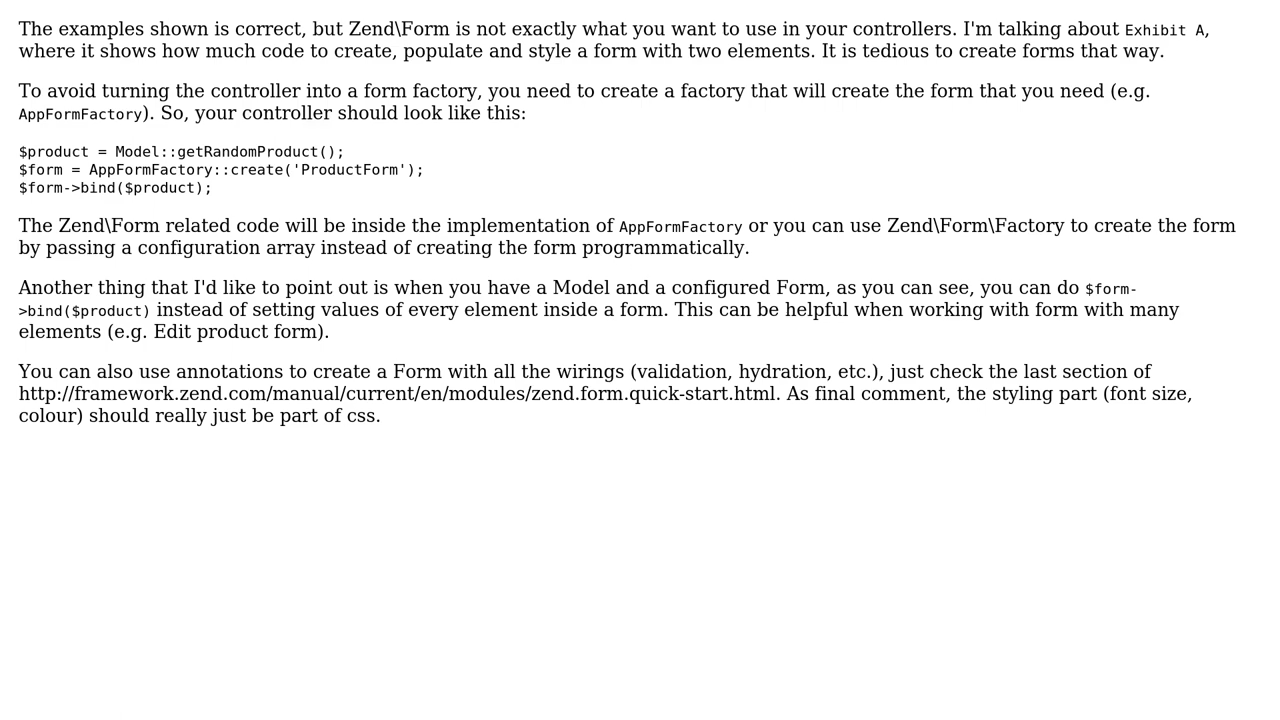 The examples shown is correct, but Zend\Form is not exactly what you want to use in your controllers. I'm talking about Exhibit A,
where it shows how much code to create, populate and style a form with two elements. It is tedious to create forms that way.
To avoid turning the controller into a form factory, you need to create a factory that will create the form that you need (e.g.
AppFormFactory). So, your controller should look like this:
$product = Model::getRandomProduct();
$form = AppFormFactory::create('ProductForm');
$form->bind($product);
The Zend\Form related code will be inside the implementation of AppFormFactory or you can use Zend\Form\Factory to create the form
by passing a configuration array instead of creating the form programmatically.
Another thing that I'd like to point out is when you have a Model and a configured Form, as you can see, you can do $form-
>bind($product) instead of setting values of every element inside a form. This can be helpful when working with form with many
elements (e.g. Edit product form).
You can also use annotations to create a Form with all the wirings (validation, hydration, etc.), just check the last section of
http://framework.zend.com/manual/current/en/modules/zend.form.quick-start.html. As final comment, the styling part (font size,
colour) should really just be part of css.